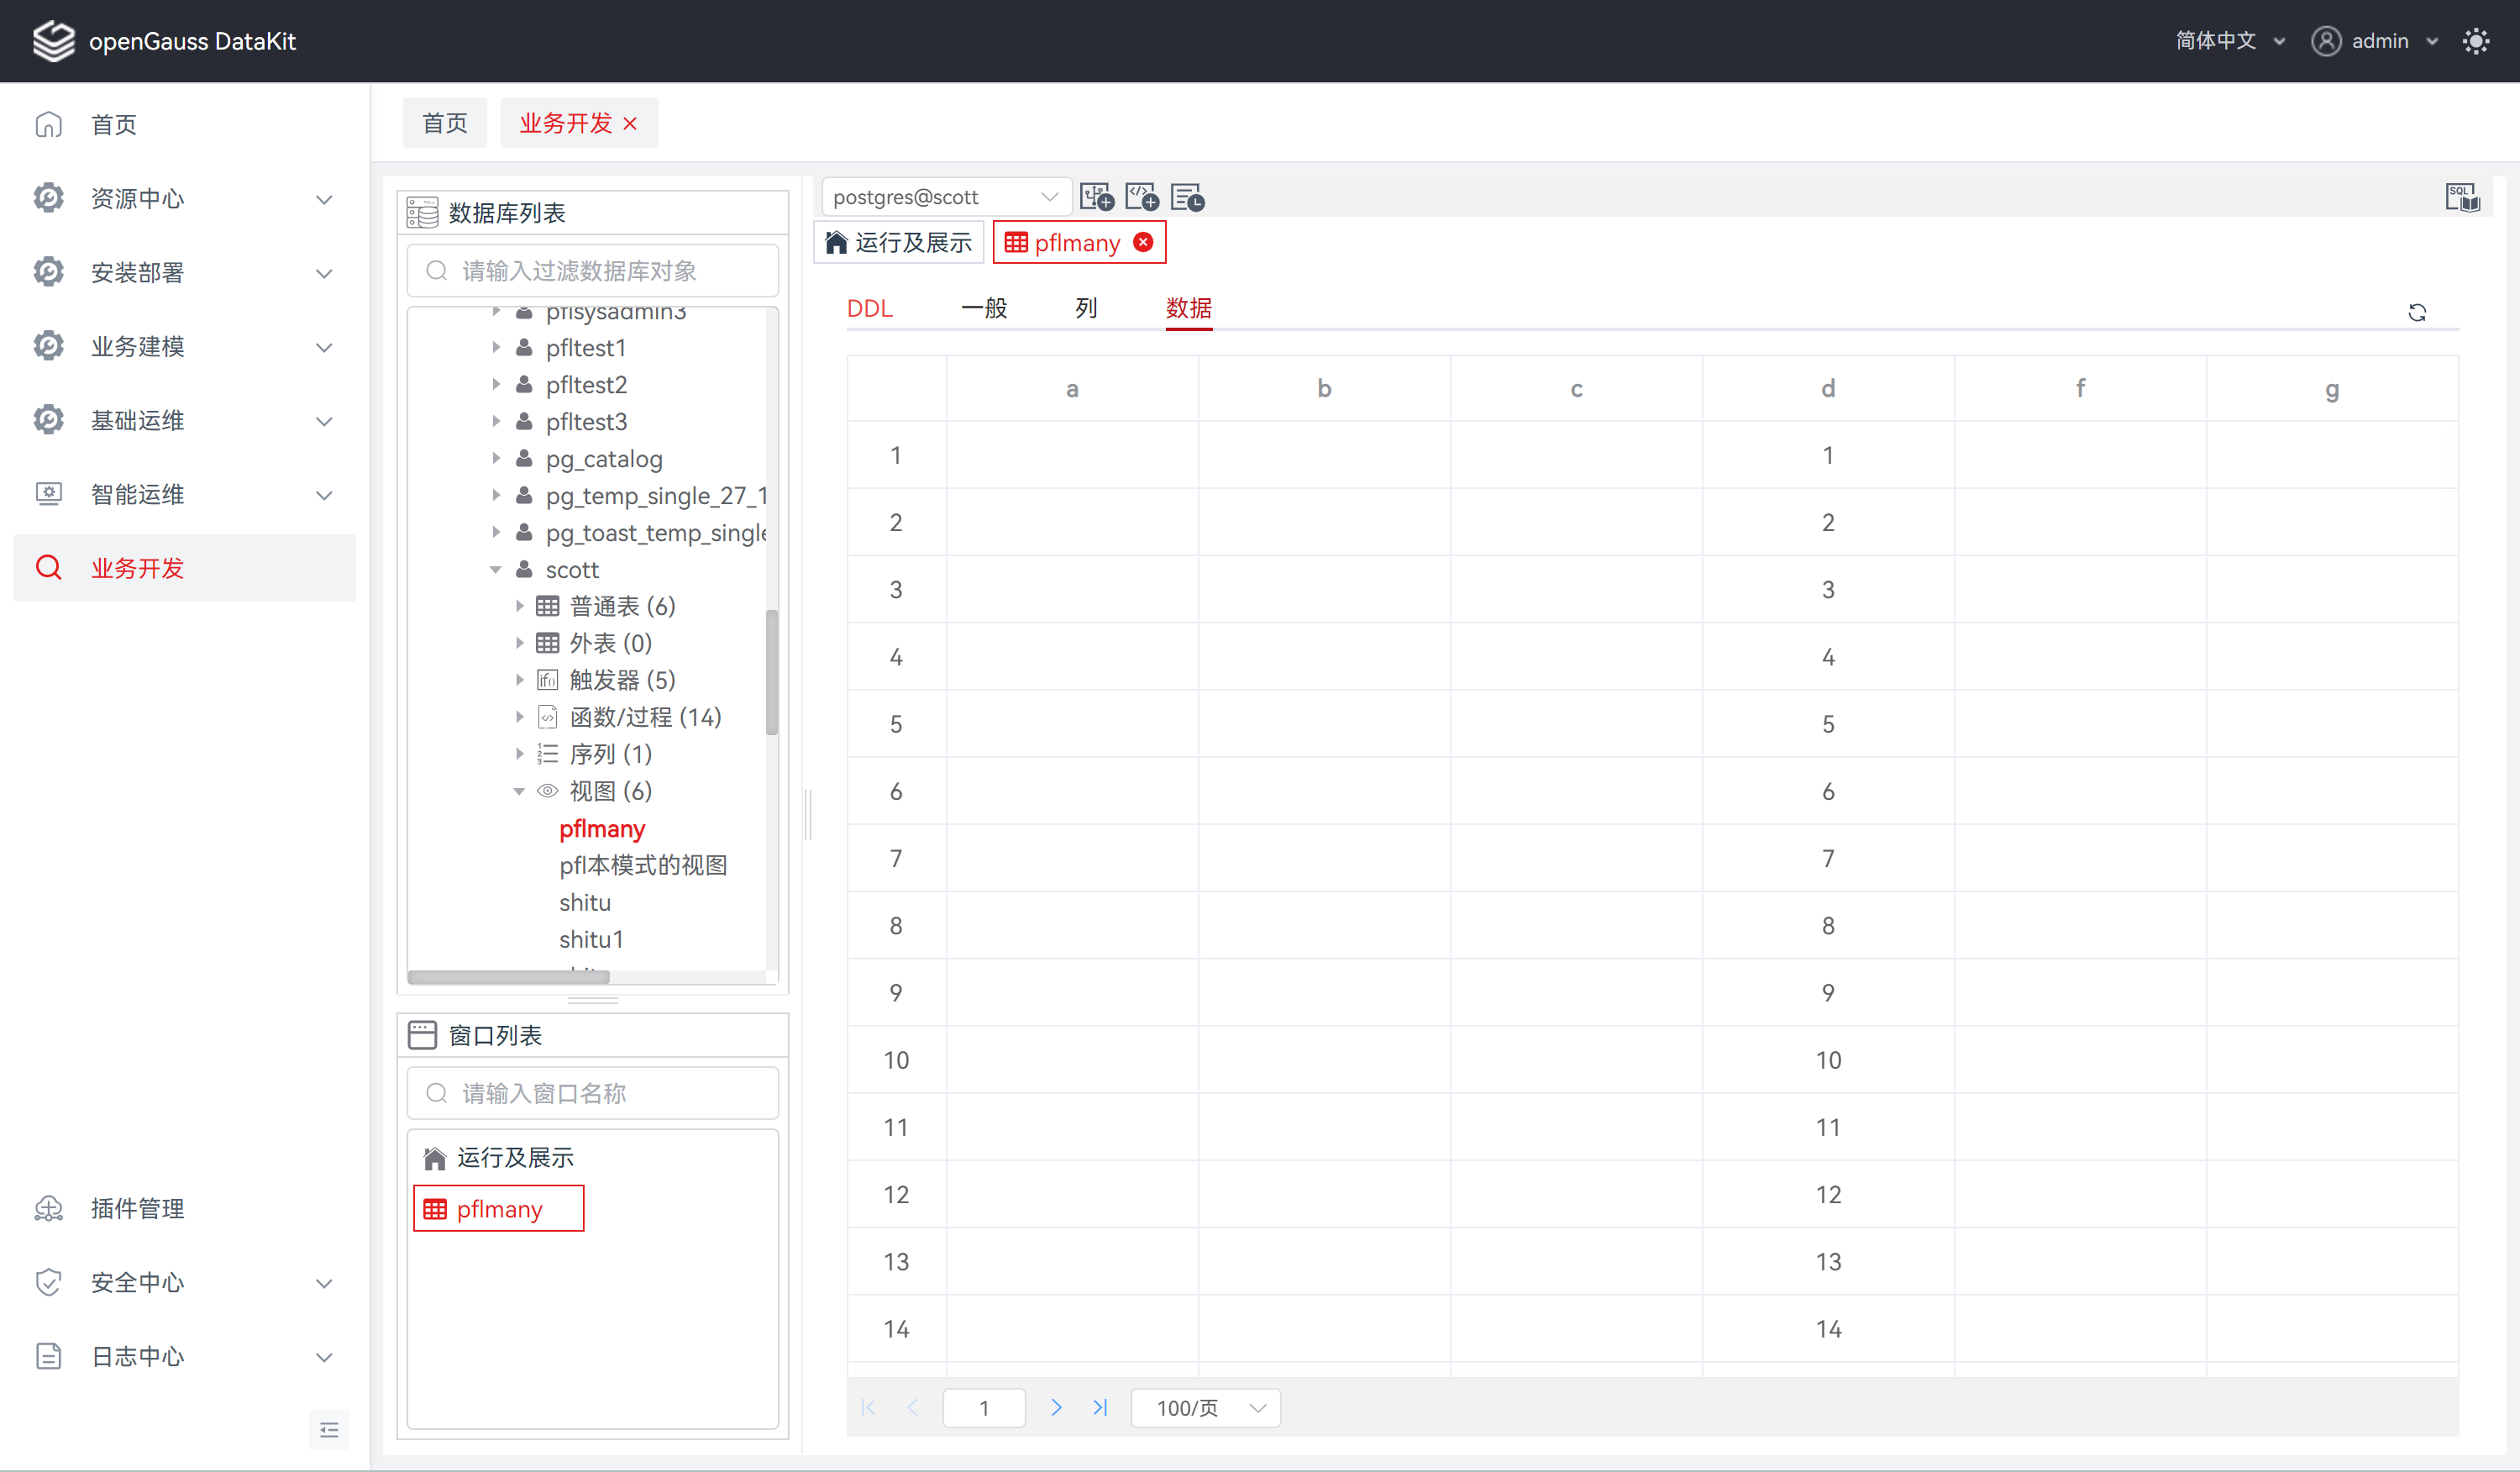 openGauss DataKit
简体中文
admin
首页
资源中心
安装部署
业务建模
基础运维
智能运维
业务开发
插件管理
安全中心
日志中心
首页
业务开发
数据库列表
请输入过滤数据库对象
pflsysadmin3
pfltest1
pfltest2
pfltest3
pg_catalog
pg_temp_single_27_1
pg_toast_temp_single
scott
普通表 (6)
外表 (0)
触发器 (5)
函数/过程 (14)
序列 (1)
视图 (6)
pflmany
pfl本模式的视图
shitu
shitu1
窗口列表
请输入窗口名称
运行及展示
pflmany
postgres@scott
SQL
运行及展示 pflmany
DDL 一般 列 数据
a b c d f g
1 1
2 2
3 3
4 4
5 5
6 6
7 7
8 8
9 9
10 10
11 11
12 12
13 13
14 14
1 100/页